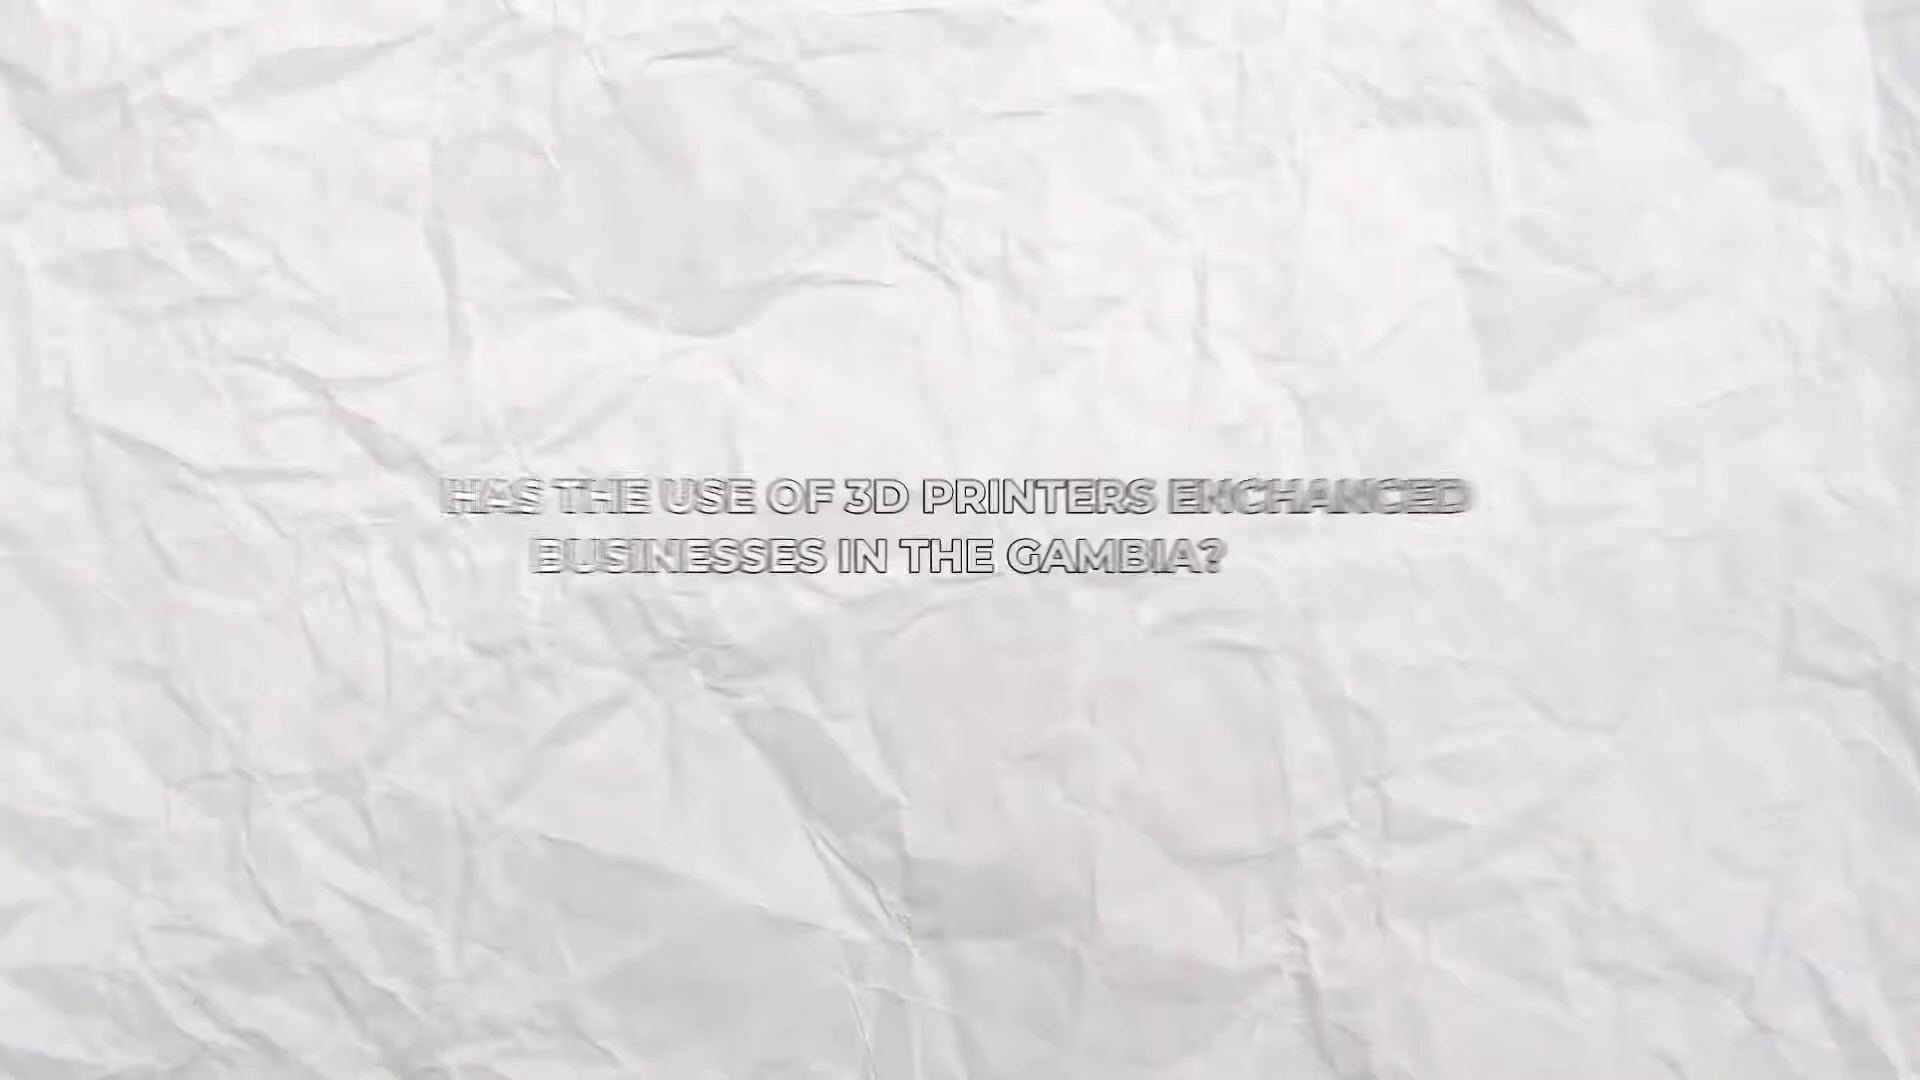 HAS THE USE OF 3D PRINTERS ENCHANCED
BUSINESSES IN THE GAMBIA?